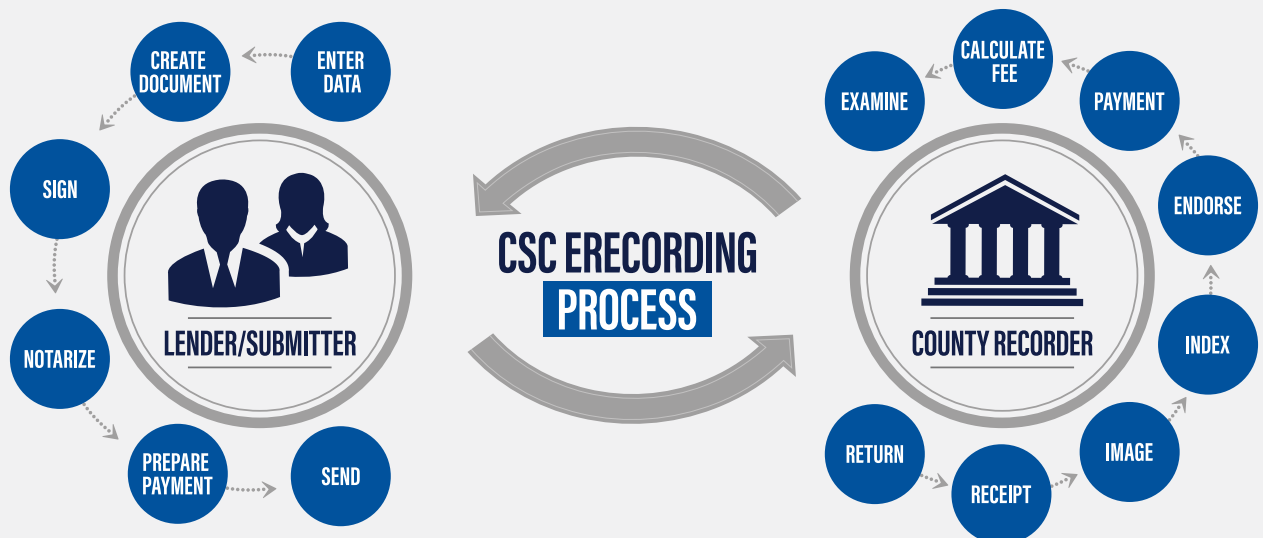 ENTER
DATA
CREATE
DOCUMENT
SIGN
NOTARIZE
PREPARE
PAYMENT
SEND
LENDER/SUBMITTER
CSC ERECORDING
PROCESS
COUNTY RECORDER
RETURN
RECEIPT
IMAGE
INDEX
ENDORSE
PAYMENT
CALCULATE
FEE
EXAMINE